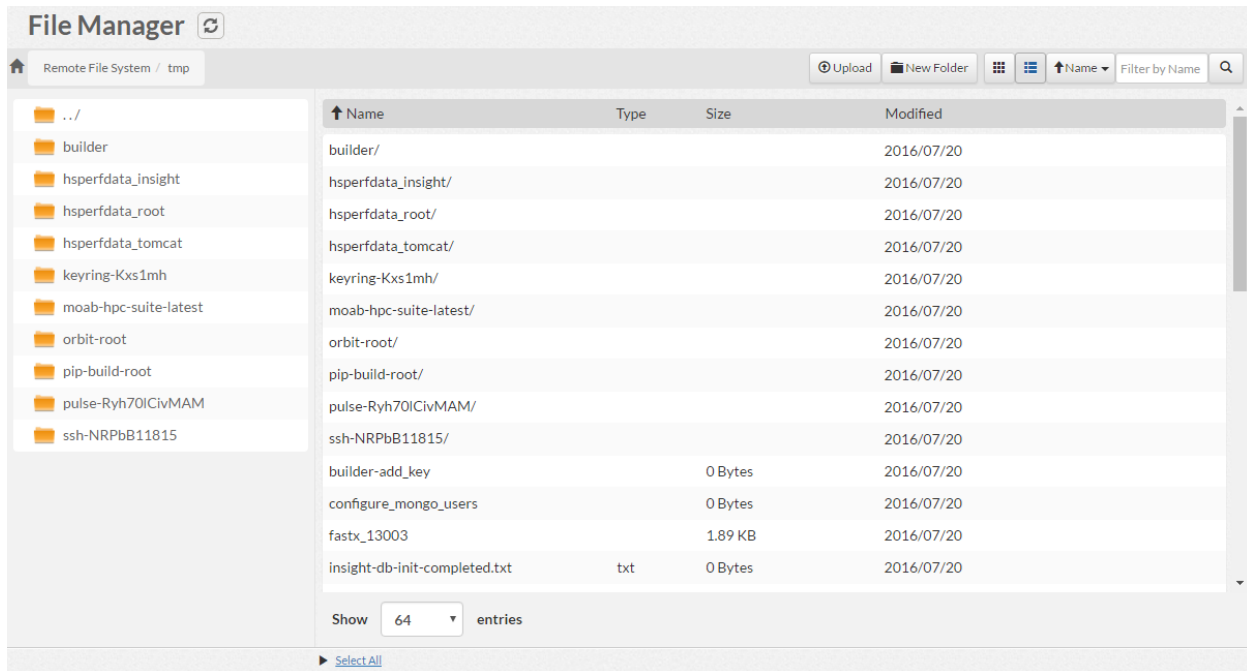 File Manager
Remote File System / tmp
Upload New Folder Name Filter by Name
../
builder
hsperfdata_insight
hsperfdata_root
hsperfdata_tomcat
keyring-Kxs1mh
moab-hpc-suite-latest
orbit-root
pip-build-root
pulse-Ryh70lCivMAM
ssh-NRPbB11815
Name Type Size Modified
builder/ 2016/07/20
hsperfdata_insight/ 2016/07/20
hsperfdata_root/ 2016/07/20
hsperfdata_tomcat/ 2016/07/20
keyring-Kxs1mh/ 2016/07/20
moab-hpc-suite-latest/ 2016/07/20
orbit-root/ 2016/07/20
pip-build-root/ 2016/07/20
pulse-Ryh70lCivMAM/ 2016/07/20
ssh-NRPbB11815/ 2016/07/20
builder-add_key 0 Bytes 2016/07/20
configure_mongo_users 0 Bytes 2016/07/20
fastx_13003 1.89 KB 2016/07/20
insight-db-init-completed.txt txt 0 Bytes 2016/07/20
Show 64 entries
Select All